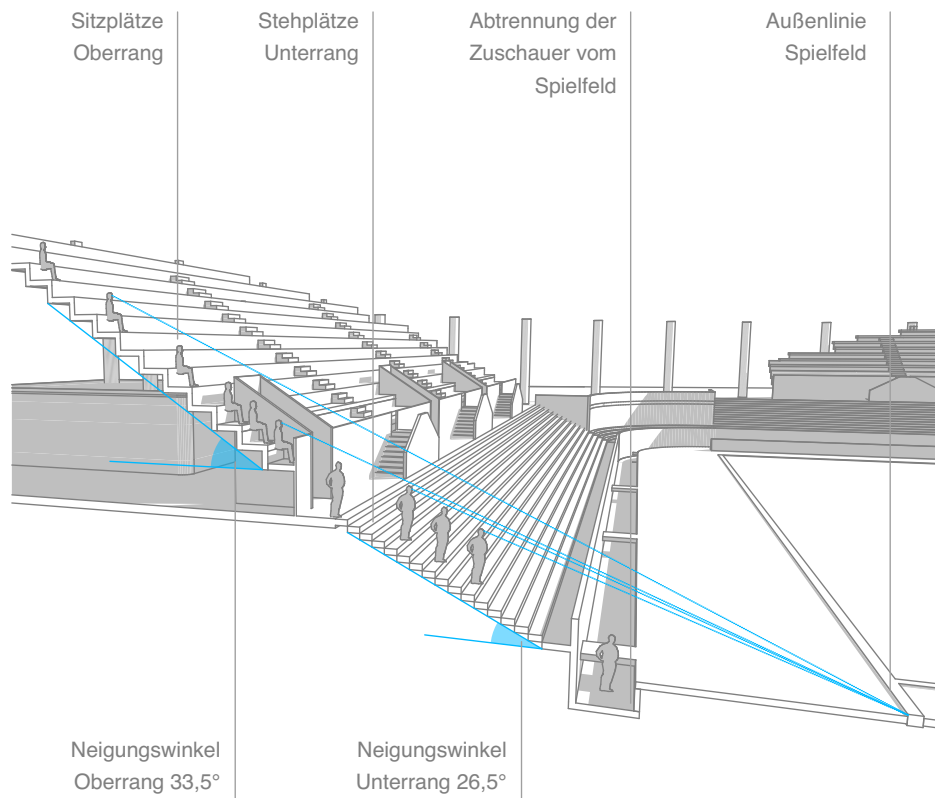 Sitzplätze
Oberrang
Stehplätze
Unterrang
Abtrennung der
Zuschauer vom
Spielfeld
Außenlinie
Spielfeld
Neigungswinkel
Oberrang 33,5°
Neigungswinkel
Unterrang 26,5°